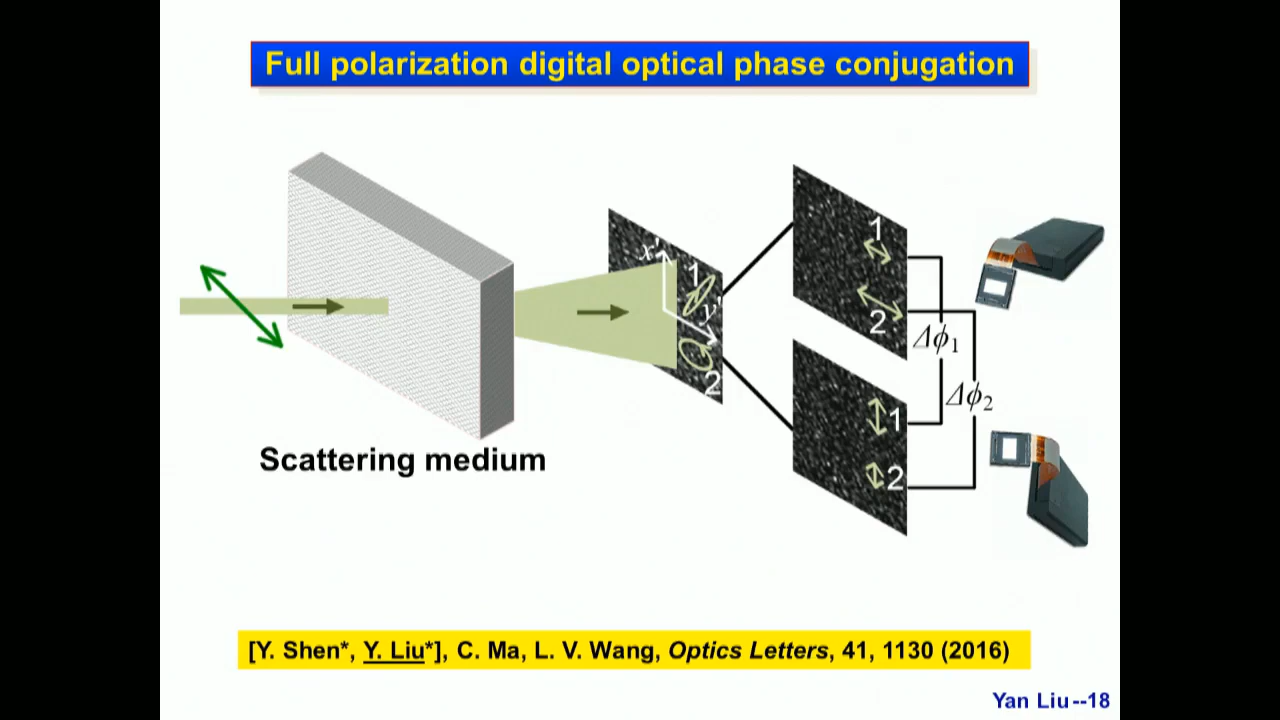 Full polarization digital optical phase conjugation
x'
1
y'
2
1
2
Δϕ1
1
Δϕ2
2
Scattering medium
[Y. Shen*, Y. Liu*], C. Ma, L. V. Wang, Optics Letters, 41, 1130 (2016)
Yan Liu--18